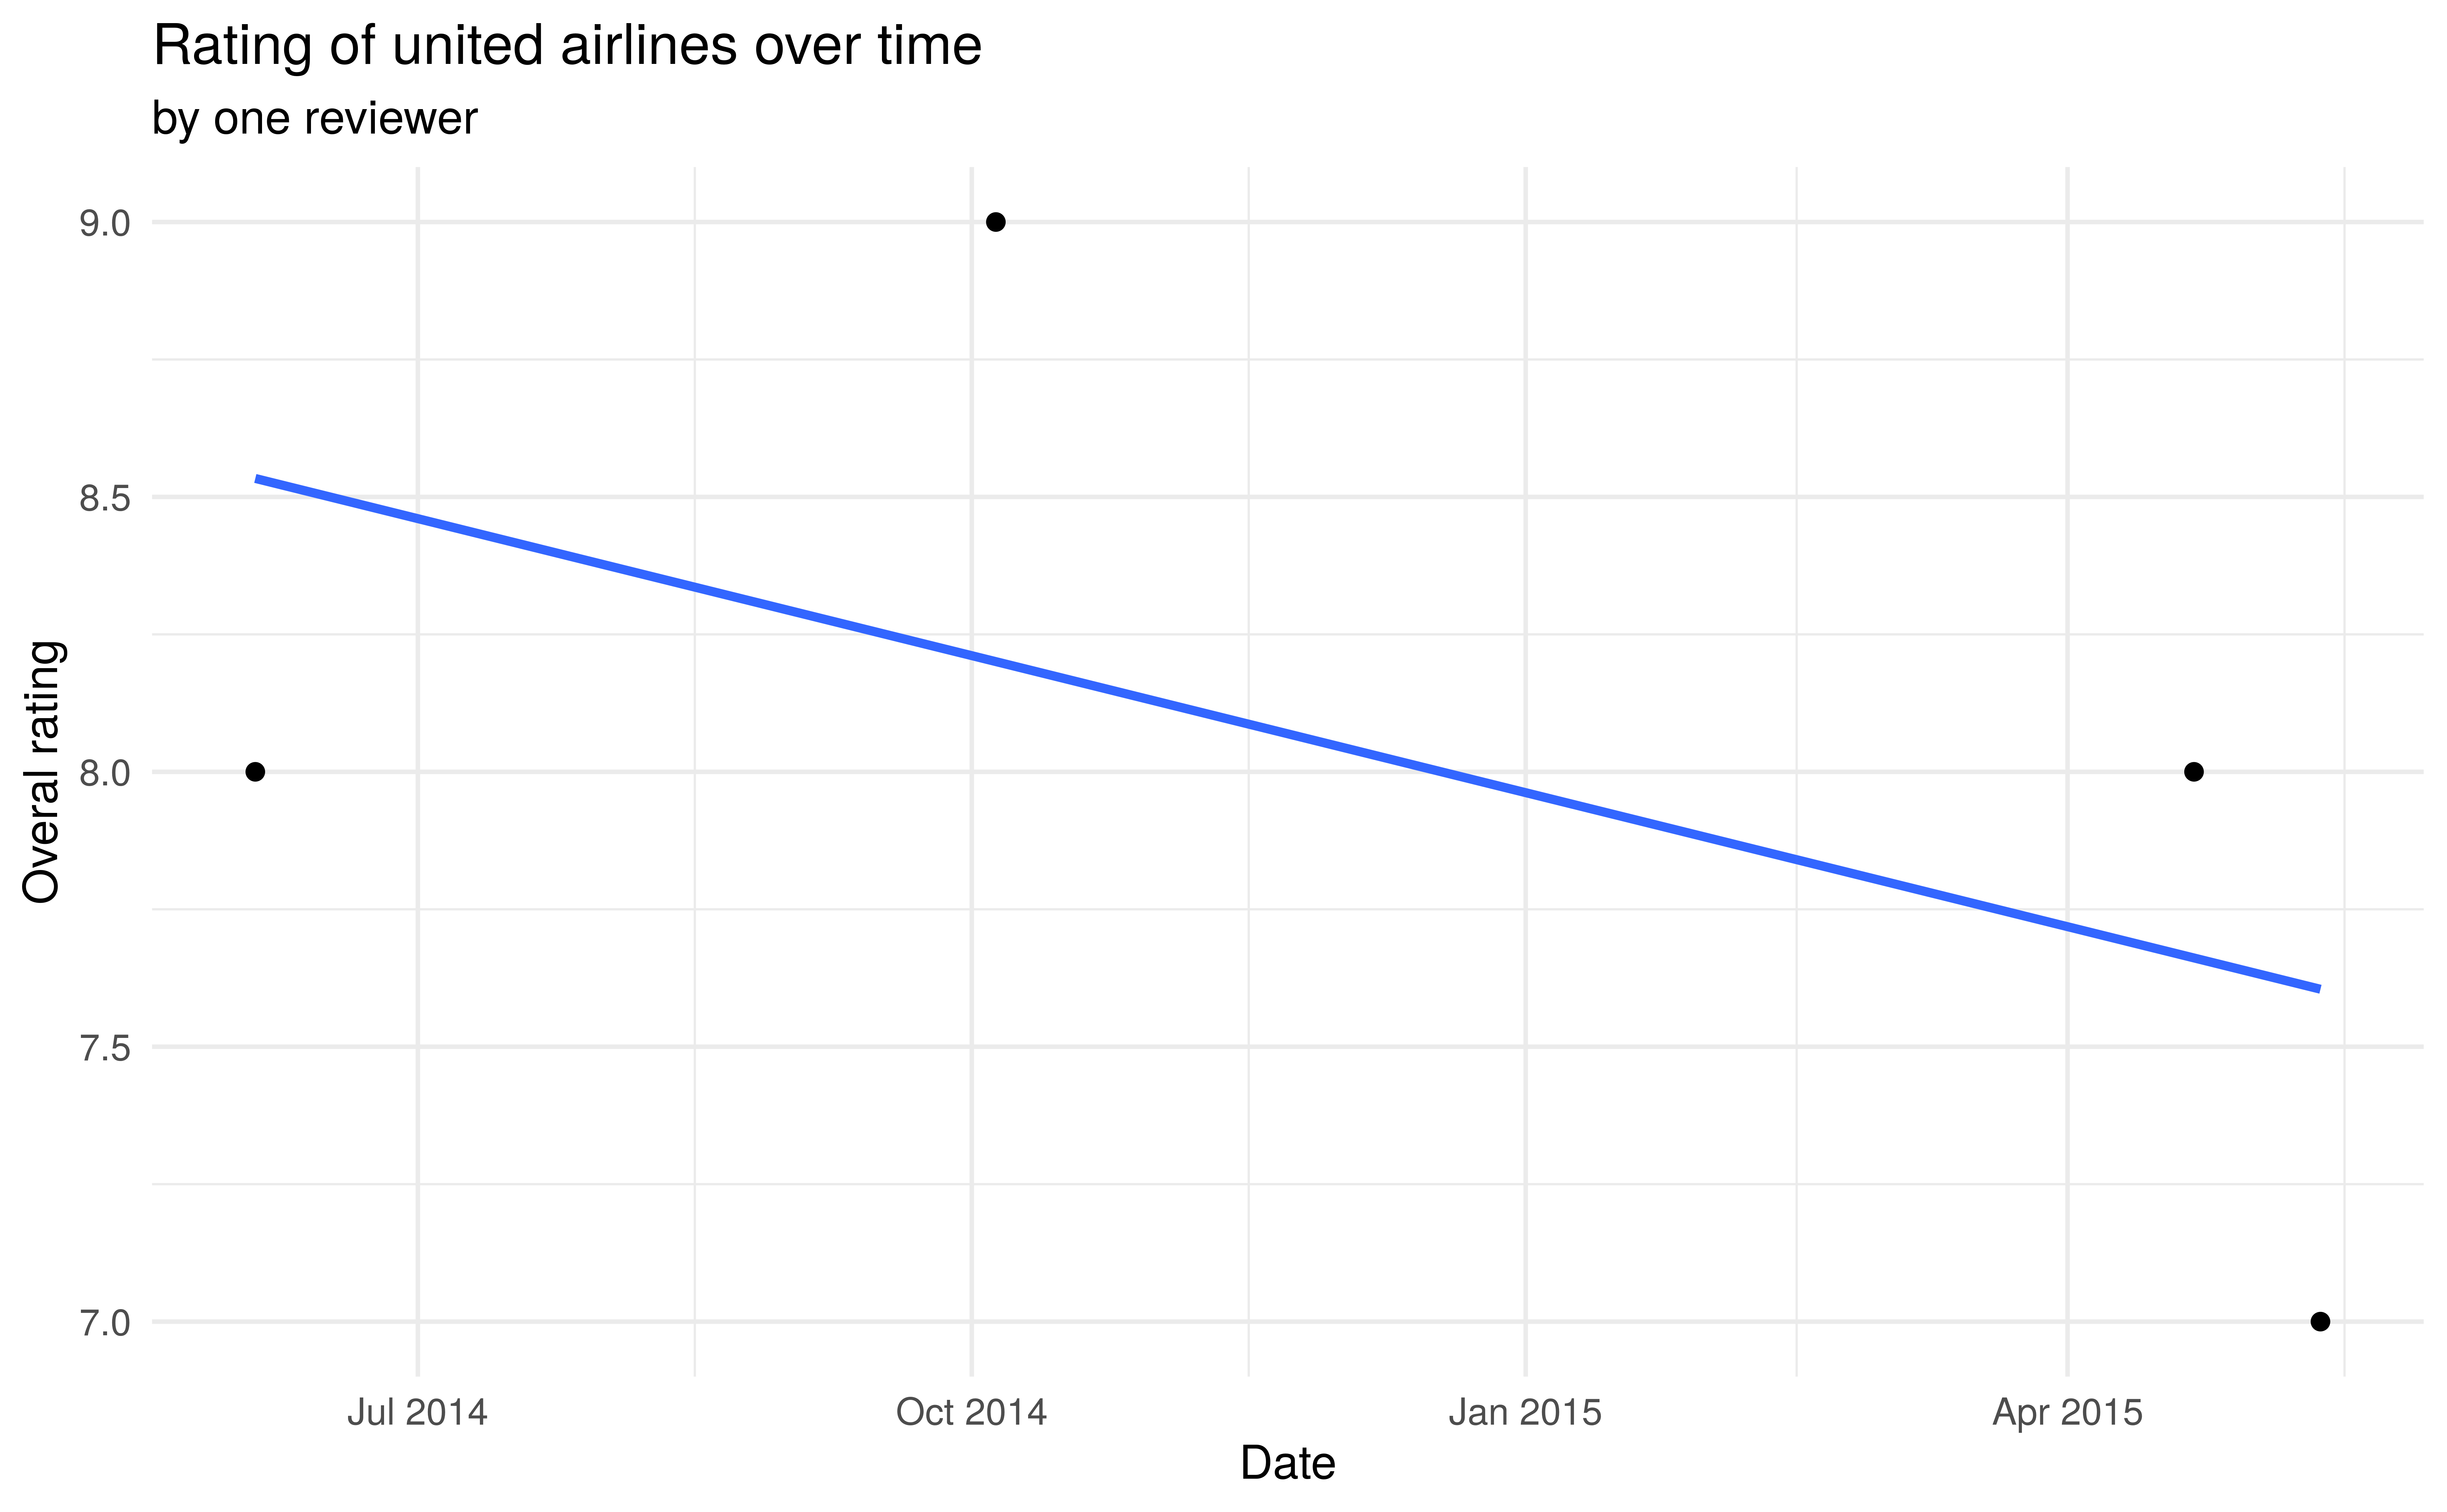 Rating of united airlines over time
by one reviewer
Overall rating
9.0
8.5
8.0
7.5
7.0
Jul 2014
Oct 2014
Jan 2015
Apr 2015
Date